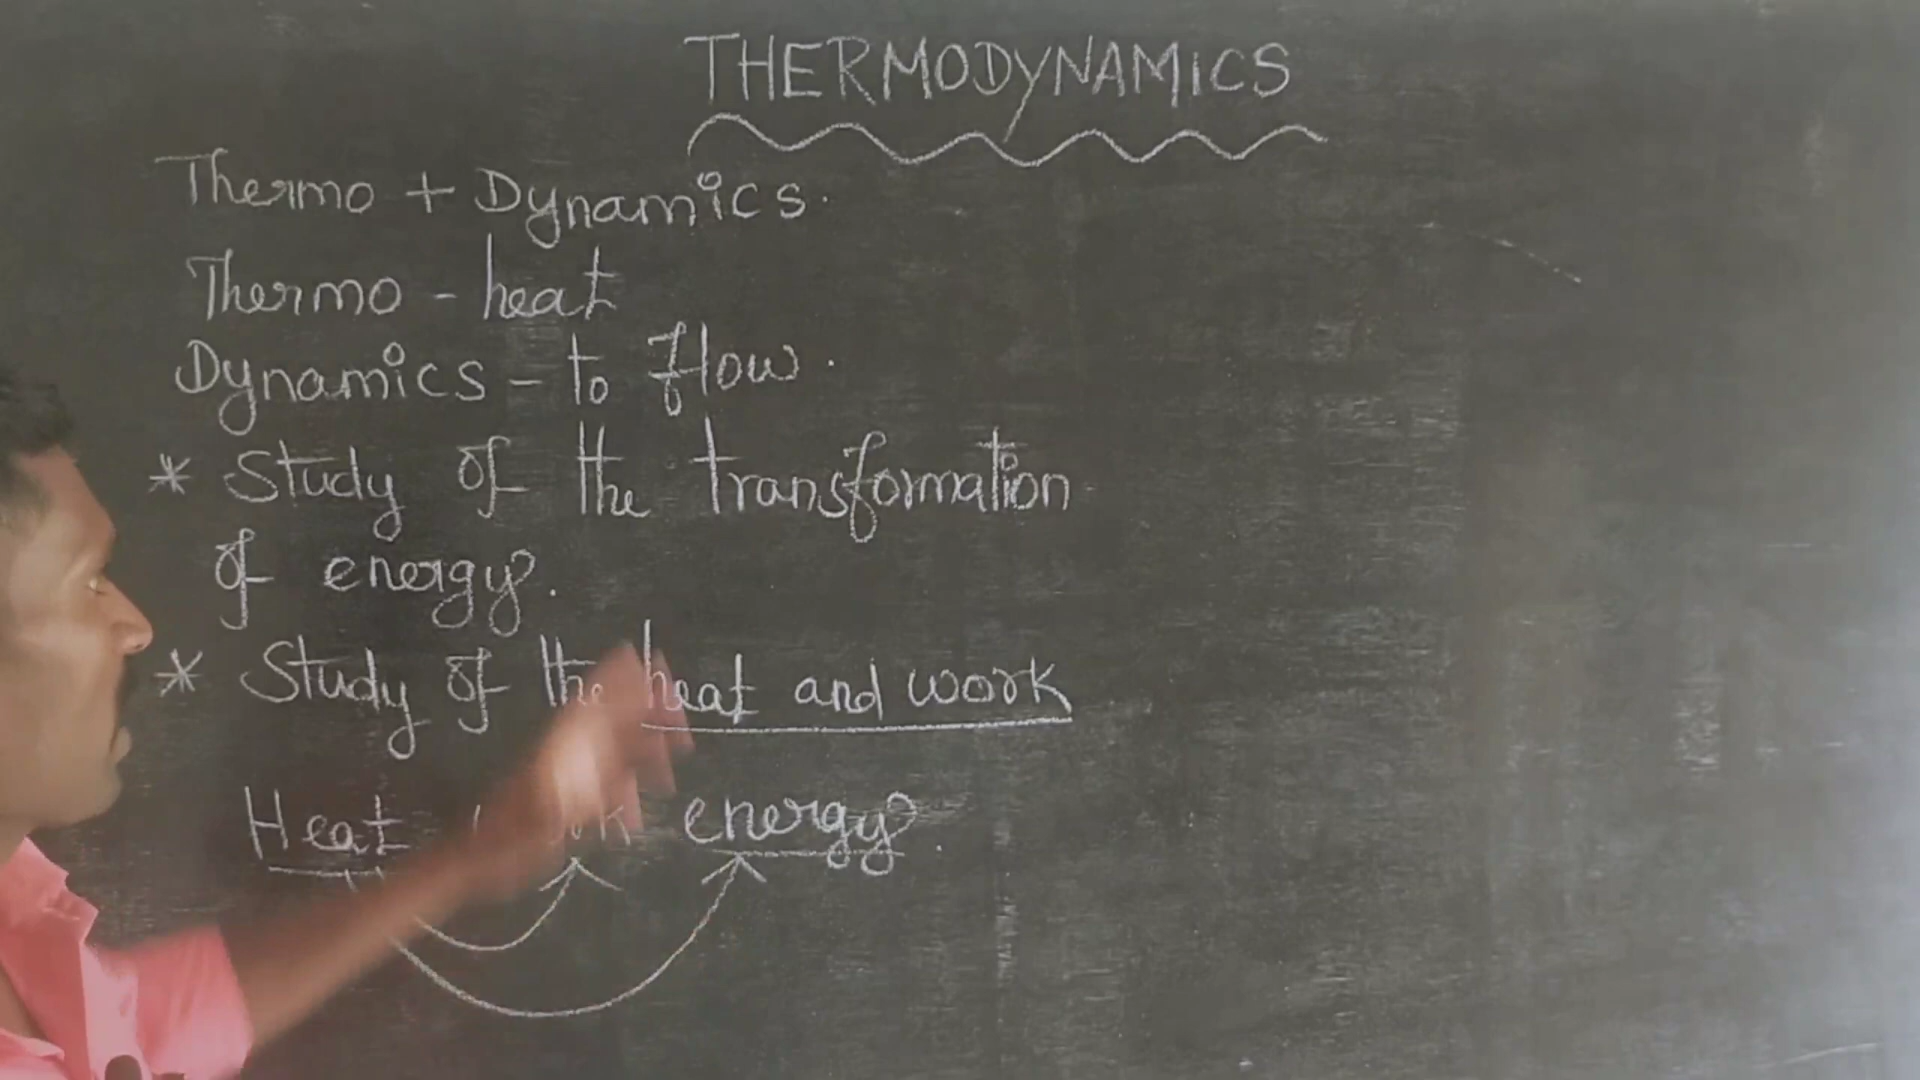 THERMODYNAMICS
Thermo + Dynamics.
Thermo - heat
Dynamics - to flow.
* Study of the transformation
of energy.
* Study of the heat and work
Heat energy.